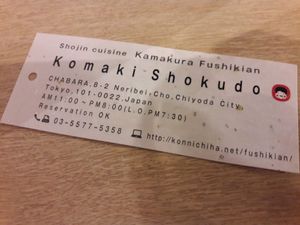 Shojin cuisine Kamakura Fushikian
Komaki Shokudo
CHABARA.8-2 Neribei-Cho.Chiyoda City,
Tokyo,101-0022,Japan
AM11:00~PM8:00(L.O.PM7:30)
Reservation OK
03-5577-5358 http://konnichiha.net/fushikian/